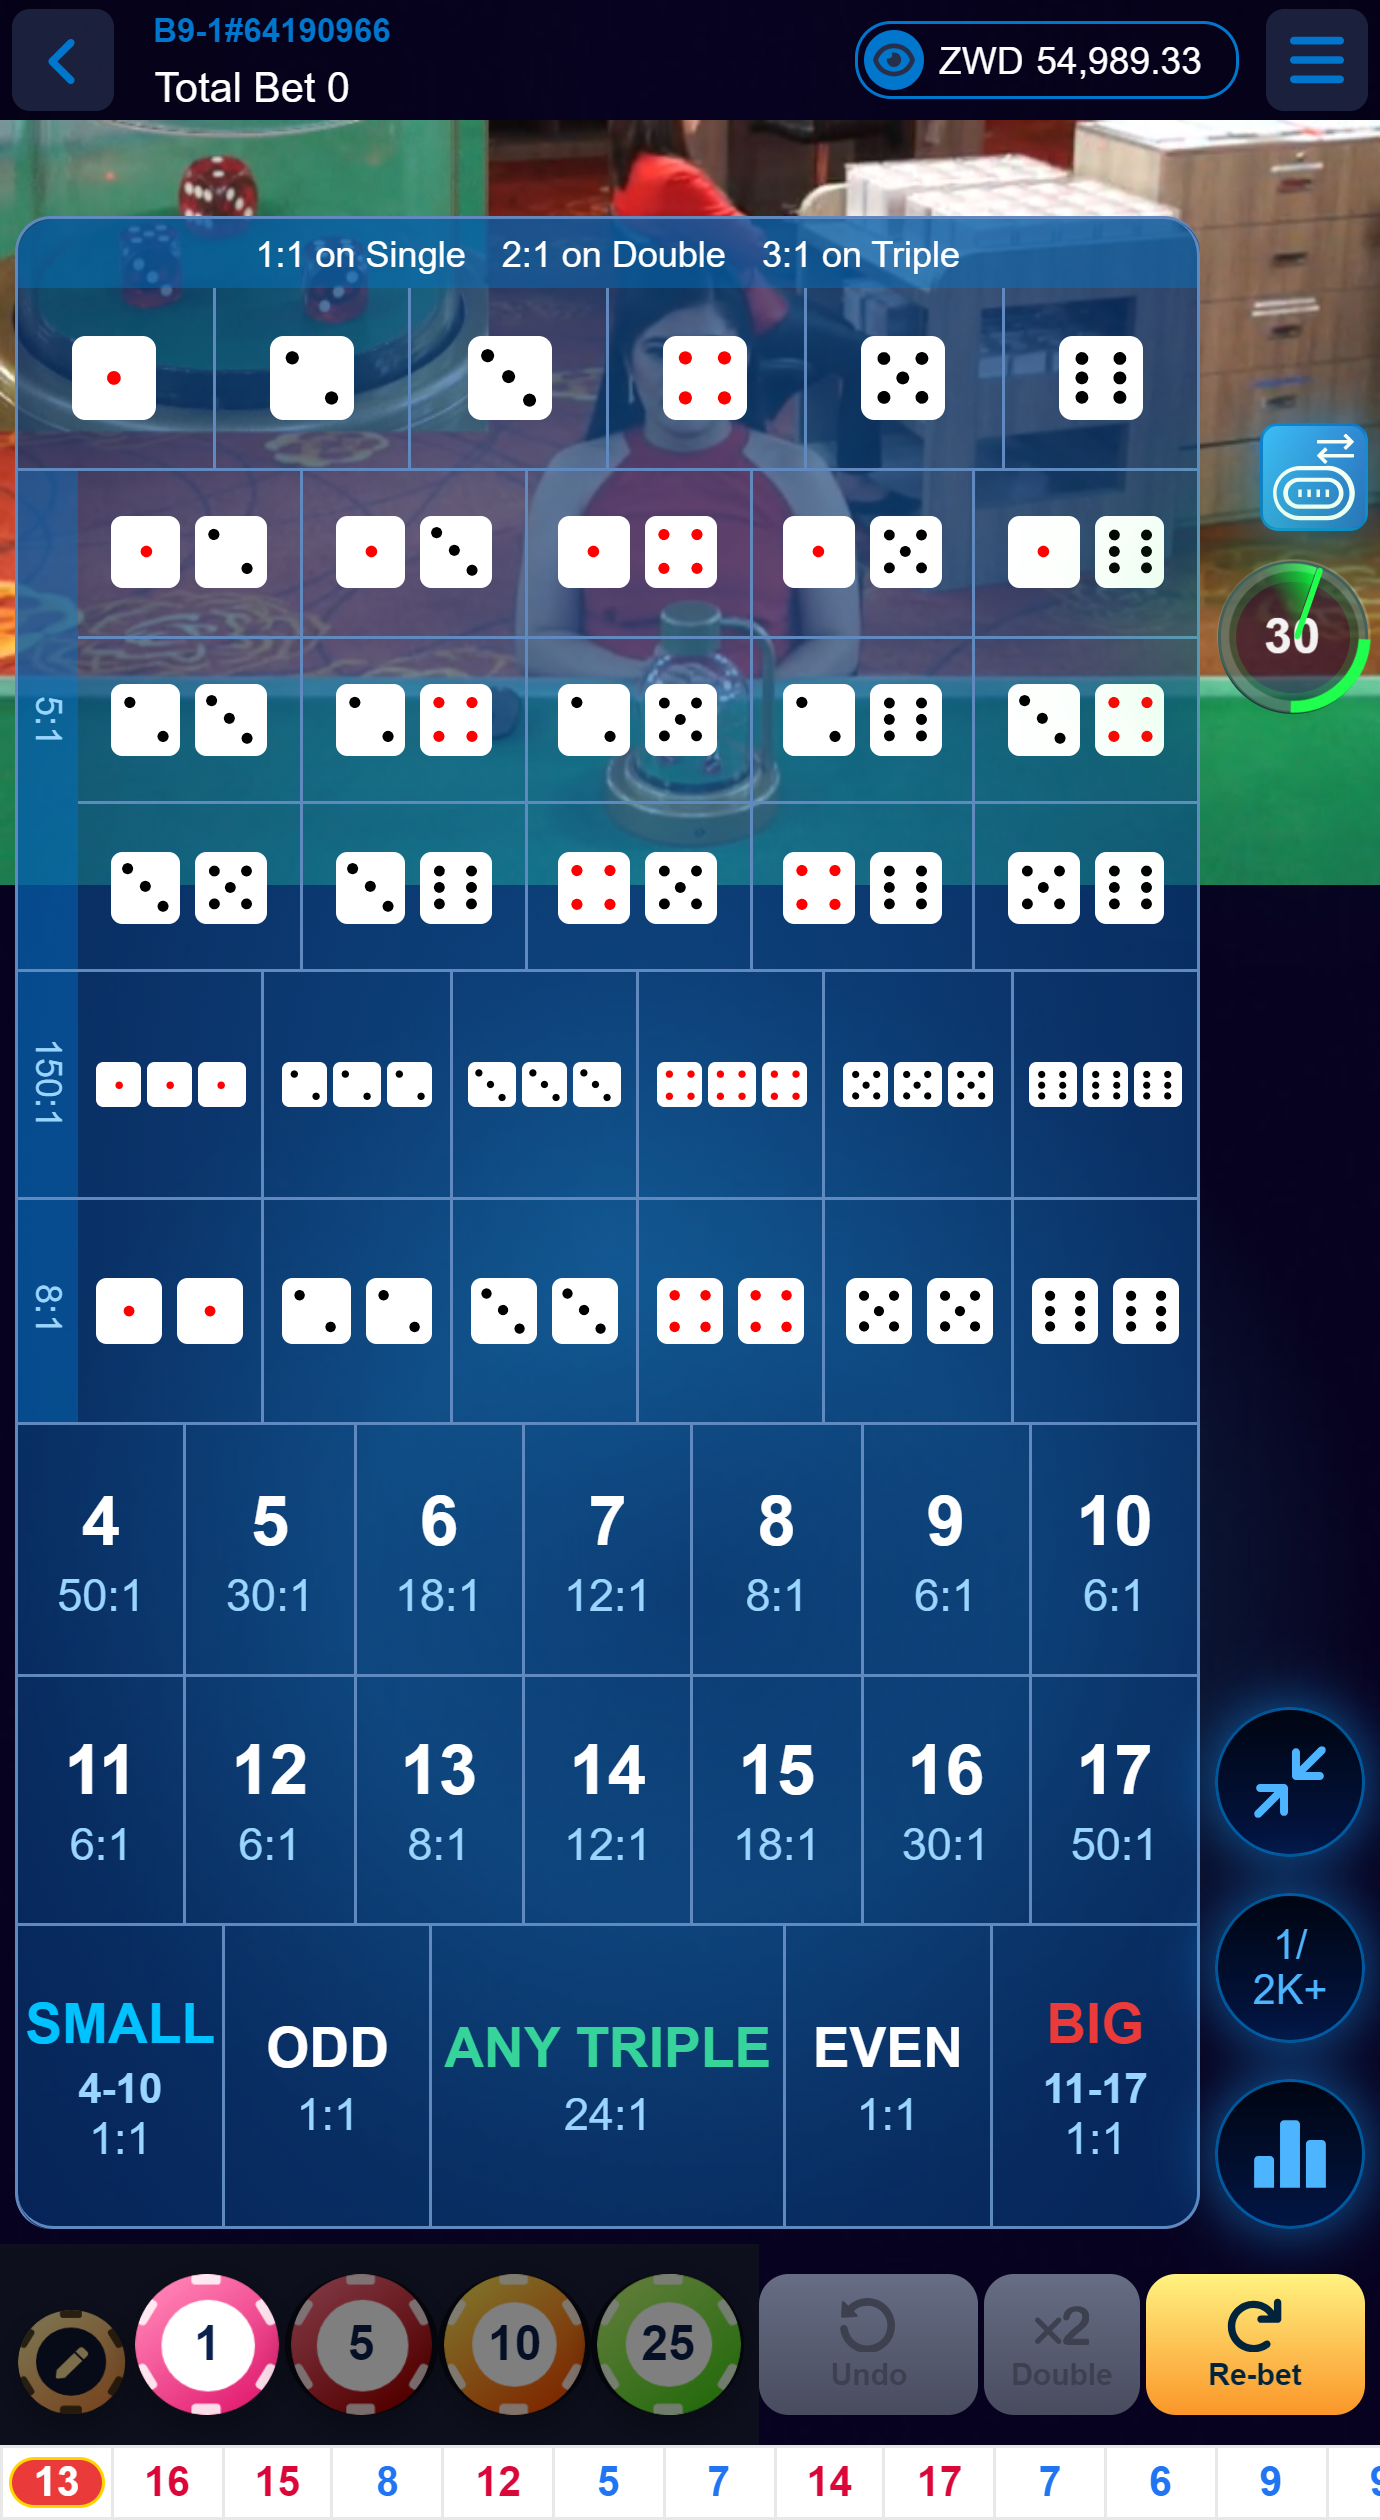 B9-1#64190966
Total Bet 0
ZWD 54,989.33
1:1 on Single 2:1 on Double 3:1 on Triple
30
5:1
150:1
8:1
4 5 6 7 8 9 10
50:1 30:1 18:1 12:1 8:1 6:1 6:1
11 12 13 14 15 16 17
6:1 6:1 8:1 12:1 18:1 30:1 50:1
1/
2K+
SMALL
4-10
1:1
ODD
1:1
ANY TRIPLE
24:1
EVEN
1:1
BIG
11-17
1:1
1 5 10 25
Undo
x2
Double
Re-bet
13 16 15 8 12 5 7 14 17 7 6 9